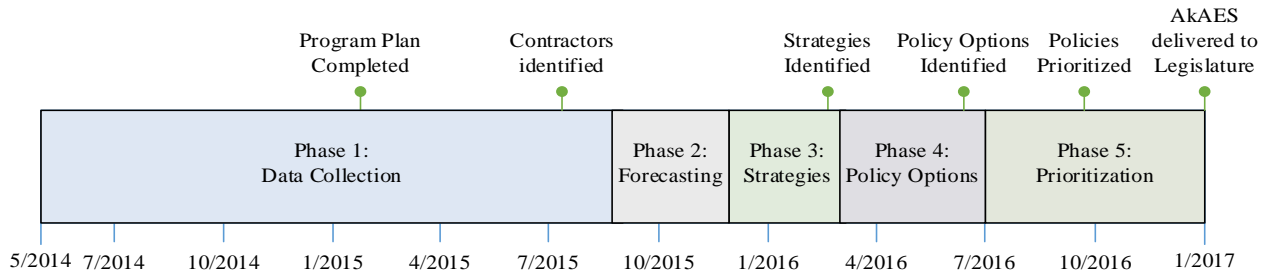 Program Plan
Completed
Contractors
identified
Strategies
Identified
Policy Options
Identified
Policies
Prioritized
AkAES
delivered to
Legislature
Phase 1:
Data Collection
Phase 2:
Forecasting
Phase 3:
Strategies
Phase 4:
Policy Options
Phase 5:
Prioritization
5/2014
7/2014
10/2014
1/2015
4/2015
7/2015
10/2015
1/2016
4/2016
7/2016
10/2016
1/2017